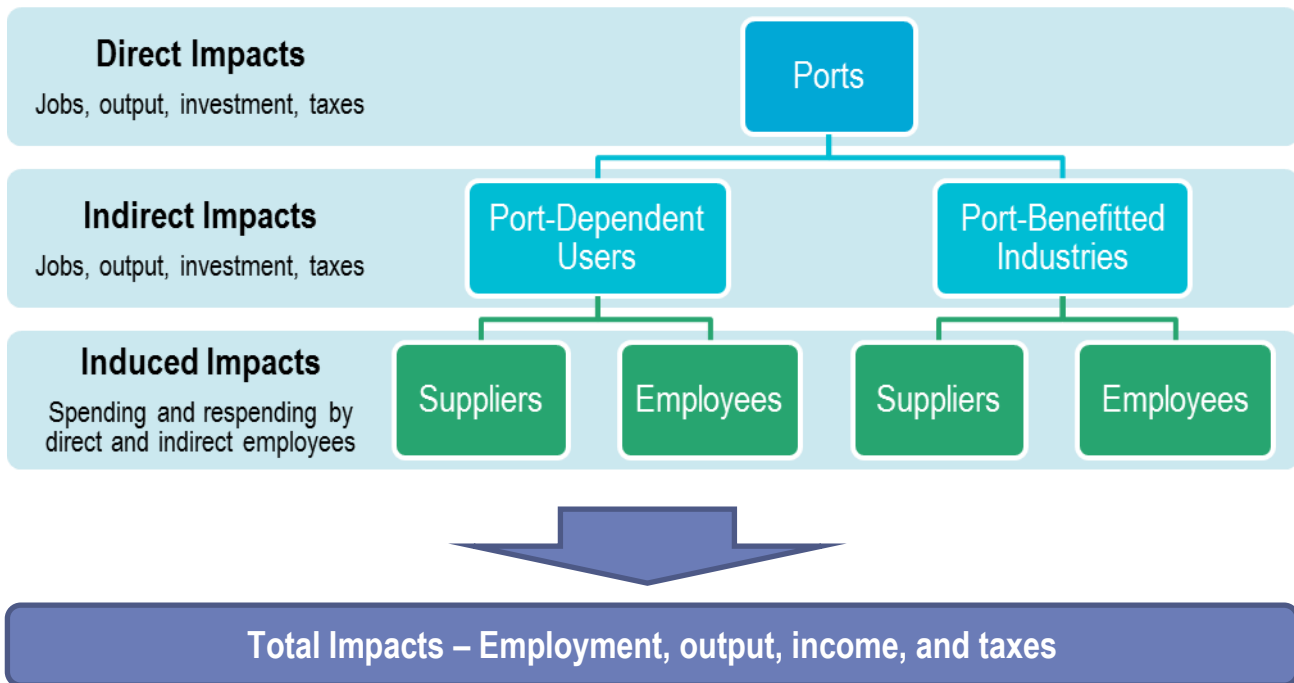 Direct Impacts
Jobs, output, investment, taxes
Ports
Indirect Impacts
Jobs, output, investment, taxes
Port-Dependent
Users
Port-Benefitted
Industries
Induced Impacts
Spending and respending by
direct and indirect employees
Suppliers
Employees
Suppliers
Employees
Total Impacts – Employment, output, income, and taxes